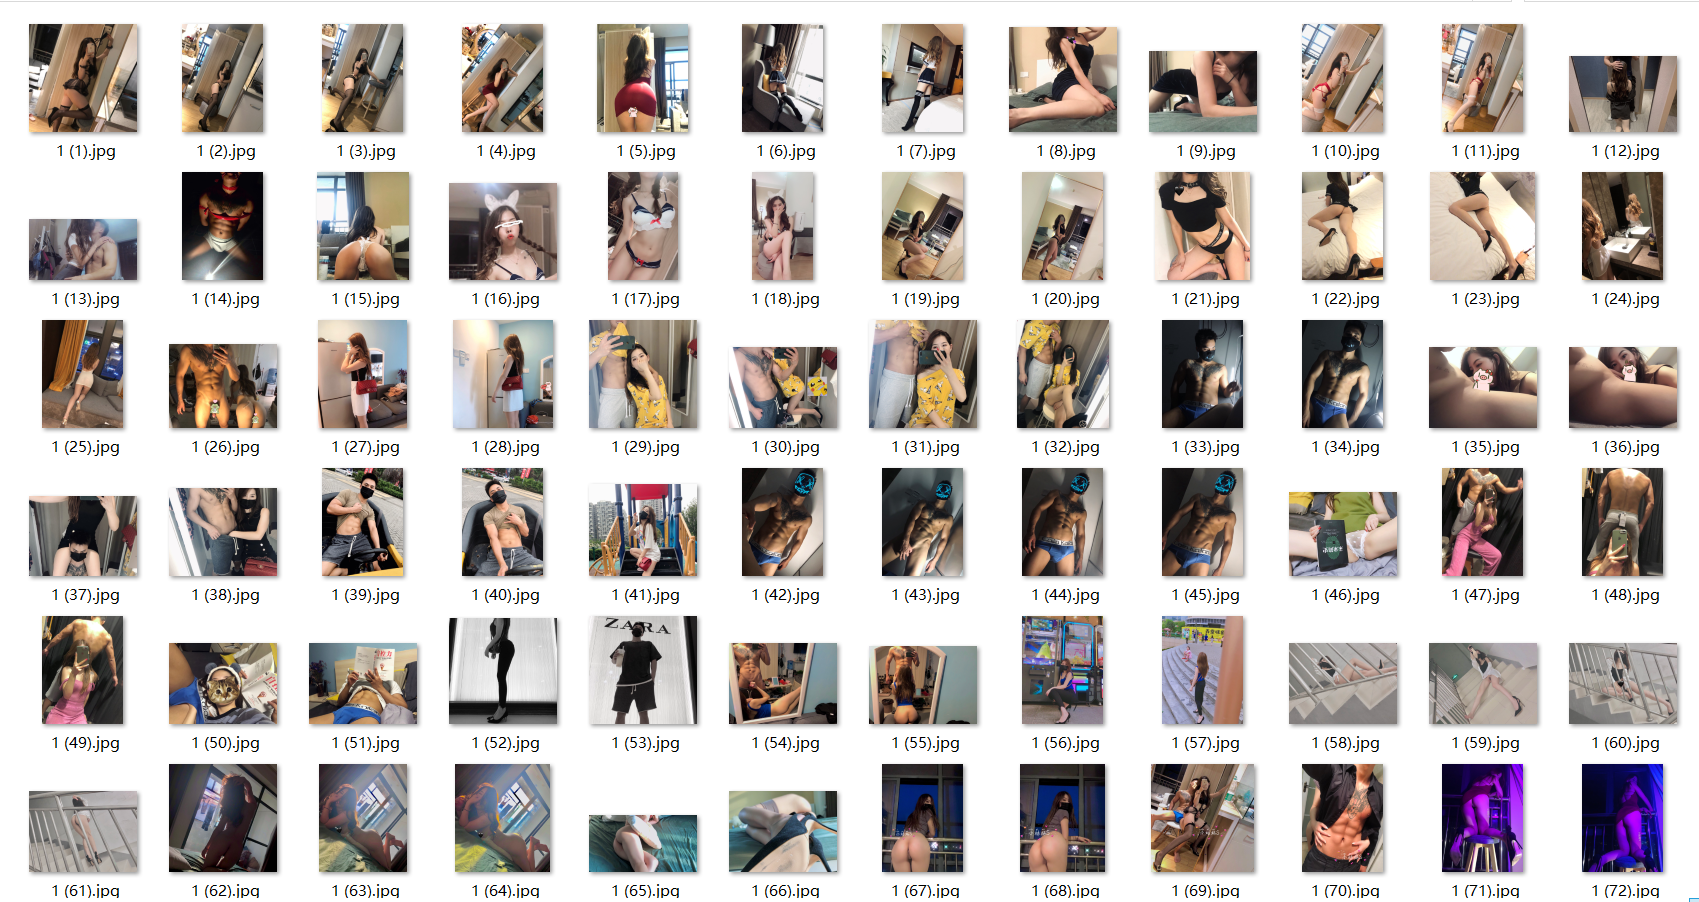 1 (1).jpg 1 (2).jpg 1 (3).jpg 1 (4).jpg 1 (5).jpg 1 (6).jpg 1 (7).jpg 1 (8).jpg 1 (9).jpg 1 (10).jpg 1 (11).jpg 1 (12).jpg
1 (13).jpg 1 (14).jpg 1 (15).jpg 1 (16).jpg 1 (17).jpg 1 (18).jpg 1 (19).jpg 1 (20).jpg 1 (21).jpg 1 (22).jpg 1 (23).jpg 1 (24).jpg
1 (25).jpg 1 (26).jpg 1 (27).jpg 1 (28).jpg 1 (29).jpg 1 (30).jpg 1 (31).jpg 1 (32).jpg 1 (33).jpg 1 (34).jpg 1 (35).jpg 1 (36).jpg
1 (37).jpg 1 (38).jpg 1 (39).jpg 1 (40).jpg 1 (41).jpg 1 (42).jpg 1 (43).jpg 1 (44).jpg 1 (45).jpg 1 (46).jpg 1 (47).jpg 1 (48).jpg
ZARA
1 (49).jpg 1 (50).jpg 1 (51).jpg 1 (52).jpg 1 (53).jpg 1 (54).jpg 1 (55).jpg 1 (56).jpg 1 (57).jpg 1 (58).jpg 1 (59).jpg 1 (60).jpg
1 (61).jpg 1 (62).jpg 1 (63).jpg 1 (64).jpg 1 (65).jpg 1 (66).jpg 1 (67).jpg 1 (68).jpg 1 (69).jpg 1 (70).jpg 1 (71).jpg 1 (72).jpg